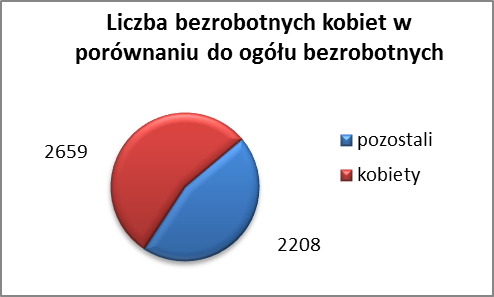 Liczba bezrobotnych kobiet w
porównaniu do ogółu bezrobotnych
2659
pozostali
kobiety
2208